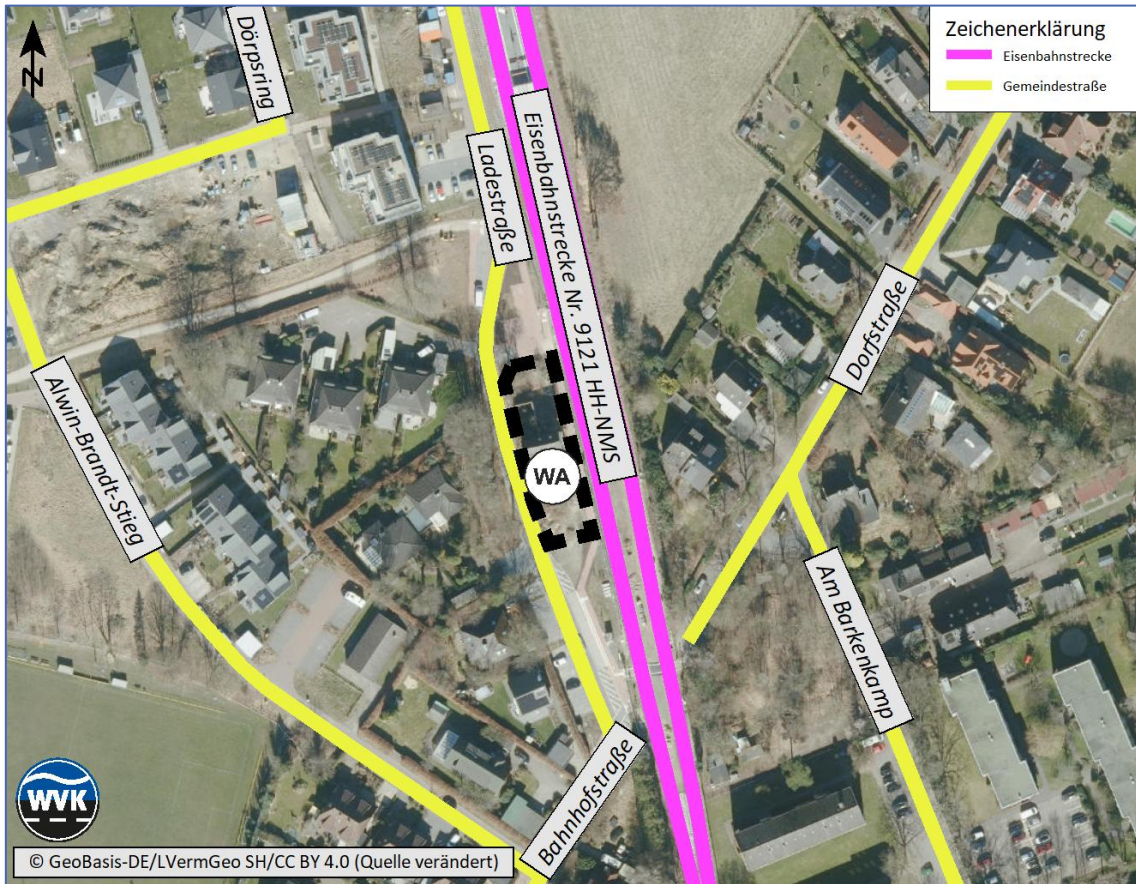 Zeichenerklärung
Eisenbahnstrecke
Gemeindestraße
N
Dörpsring
Ladestraße
Eisenbahnstrecke Nr. 9121 HH-NMS
Dorfstraße
Alwin-Brandt-Stieg
WA
Am Barkenkamp
Bahnhofstraße
WVK
© GeoBasis-DE/LVermGeo SH/CC BY 4.0 (Quelle verändert)